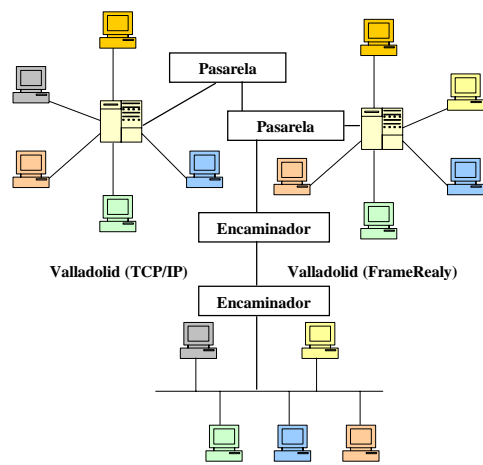 Pasarela
Pasarela
Encaminador
Valladolid (TCP/IP)
Valladolid (FrameRealy)
Encaminador